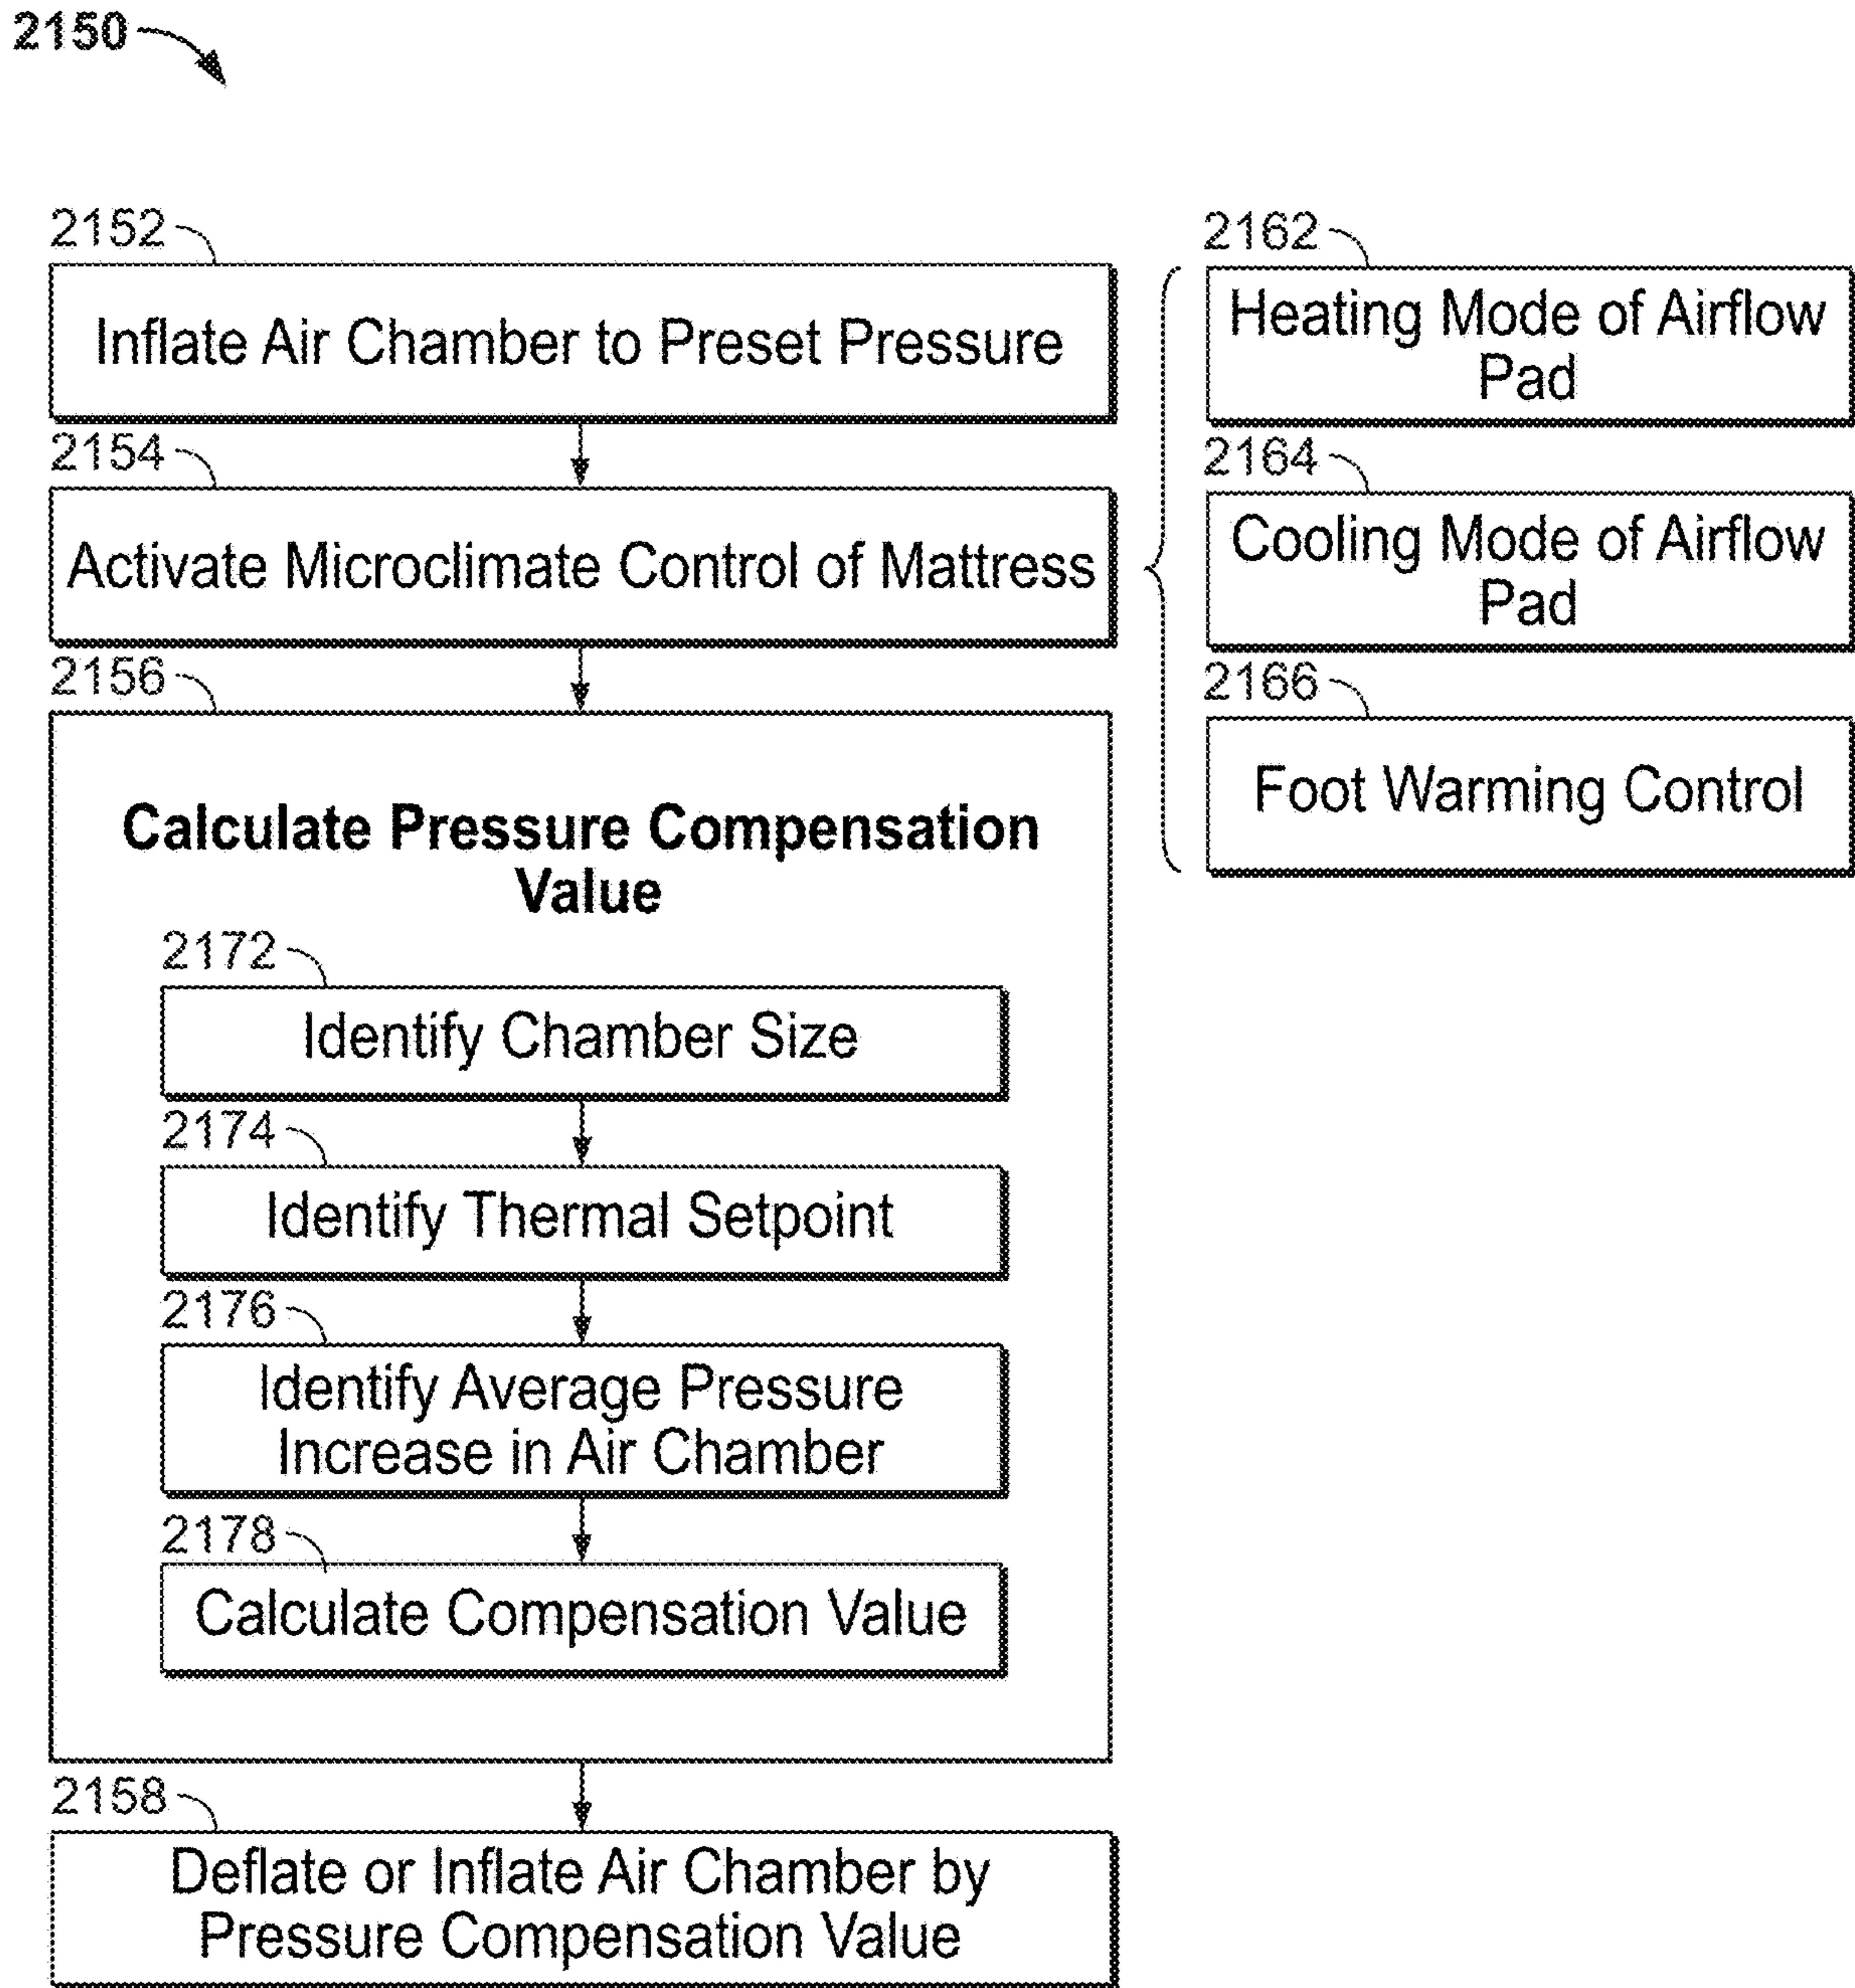 2150
2152
Inflate Air Chamber to Preset Pressure
2154
Activate Microclimate Control of Mattress
2162
Heating Mode of Airflow
Pad
2164
Cooling Mode of Airflow
Pad
2166
Foot Warming Control
2156
Calculate Pressure Compensation
Value
2172
Identify Chamber Size
2174
Identify Thermal Setpoint
2176
Identify Average Pressure
Increase in Air Chamber
2178
Calculate Compensation Value
2158
Deflate or Inflate Air Chamber by
Pressure Compensation Value